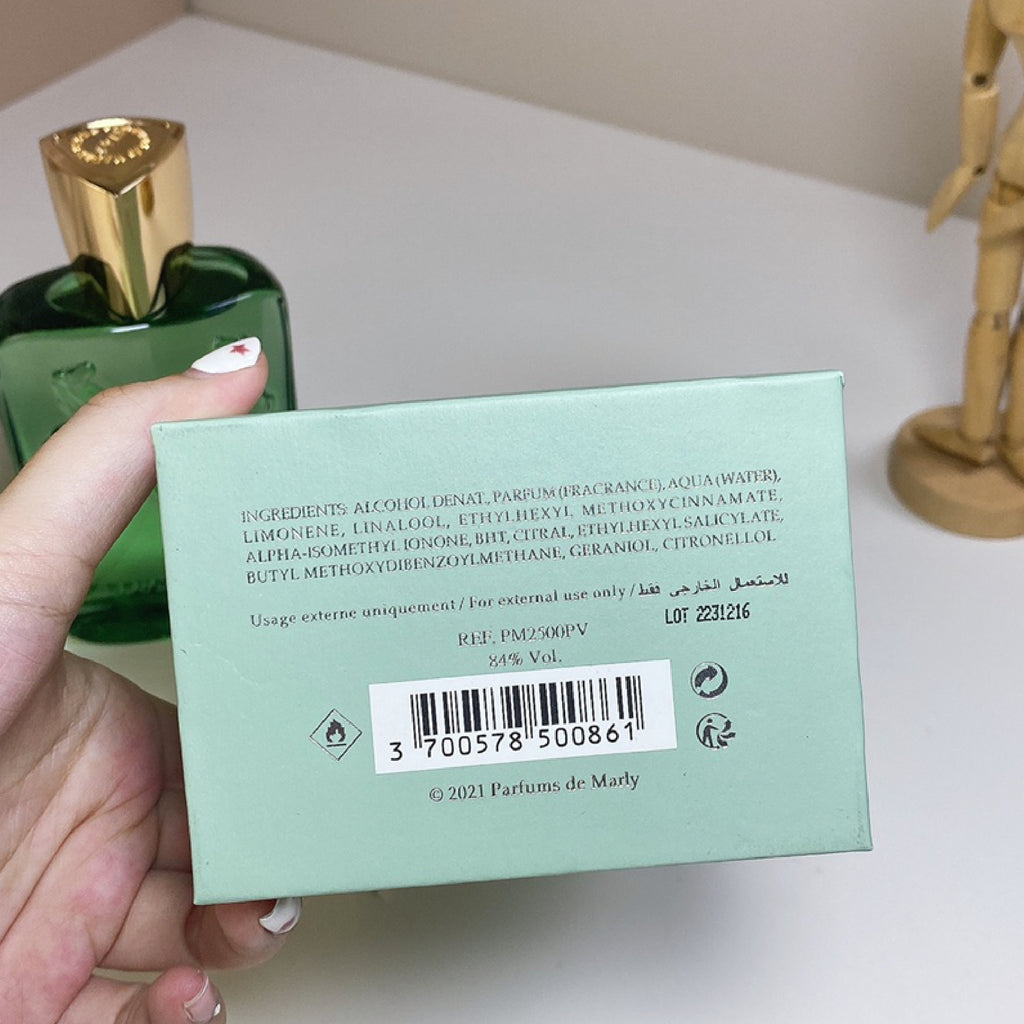 INGREDIENTS: ALCOHOL DENAT., PARFUM (FRAGRANCE), AQUA (WATER),
LIMONENE, LINALOOL, ETHYLHEXYL METHOXYCINNAMATE,
ALPHA-ISOMETHYL IONONE, BHT, CITRAL, ETHYLHEXYL SALICYLATE,
BUTYL METHOXYDIBENZOYLMETHANE, GERANIOL, CITRONELLOL
Usage externe uniquement / For external use only / للاستعمال الخارجي فقط
LOT 2231216
REF. PM2500PV
84% Vol.
3 700578 500861
© 2021 Parfums de Marly